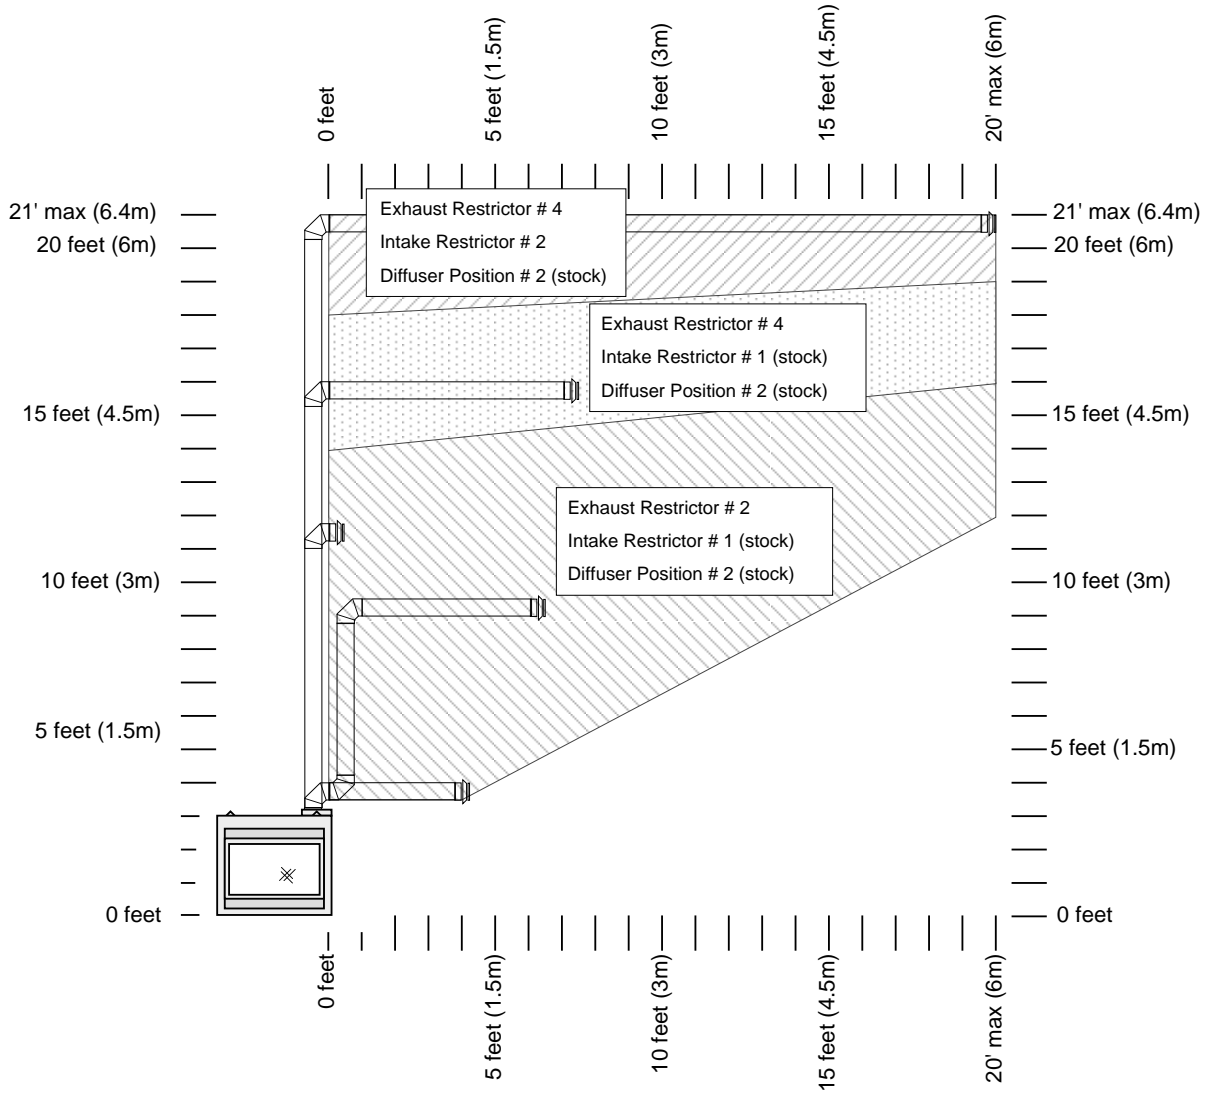 0 feet
5 feet (1.5m)
10 feet (3m)
15 feet (4.5m)
20' max (6m)
21' max (6.4m)
20 feet (6m)
15 feet (4.5m)
10 feet (3m)
5 feet (1.5m)
0 feet
Exhaust Restrictor # 4
Intake Restrictor # 2
Diffuser Position # 2 (stock)
Exhaust Restrictor # 4
Intake Restrictor # 1 (stock)
Diffuser Position # 2 (stock)
Exhaust Restrictor # 2
Intake Restrictor # 1 (stock)
Diffuser Position # 2 (stock)
21' max (6.4m)
20 feet (6m)
15 feet (4.5m)
10 feet (3m)
5 feet (1.5m)
0 feet
0 feet
5 feet (1.5m)
10 feet (3m)
15 feet (4.5m)
20' max (6m)